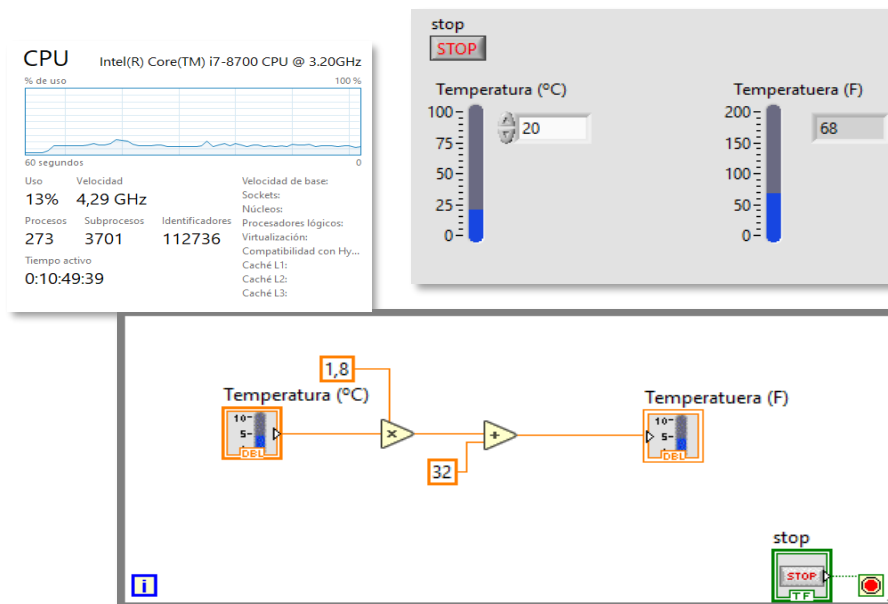 CPU
Intel(R) Core(TM) i7-8700 CPU @ 3.20GHz
% de uso
100 %
60 segundos
0
Uso
Velocidad
13%
4,29 GHz
Procesos
Subprocesos
Identificadores
273
3701
112736
Tiempo activo
0:10:49:39
Velocidad de base:
Sockets:
Núcleos:
Procesadores lógicos:
Virtualización:
Compatibilidad con Hy...
Caché L1:
Caché L2:
Caché L3:
stop
STOP
Temperatura (ºC)
100
75
50
25
0
20
Temperatuera (F)
200
150
100
50
0
68
1,8
Temperatura (ºC)
10
5
DBL
x
+
32
Temperatuera (F)
10
5
DBL
stop
STOP
TF
i